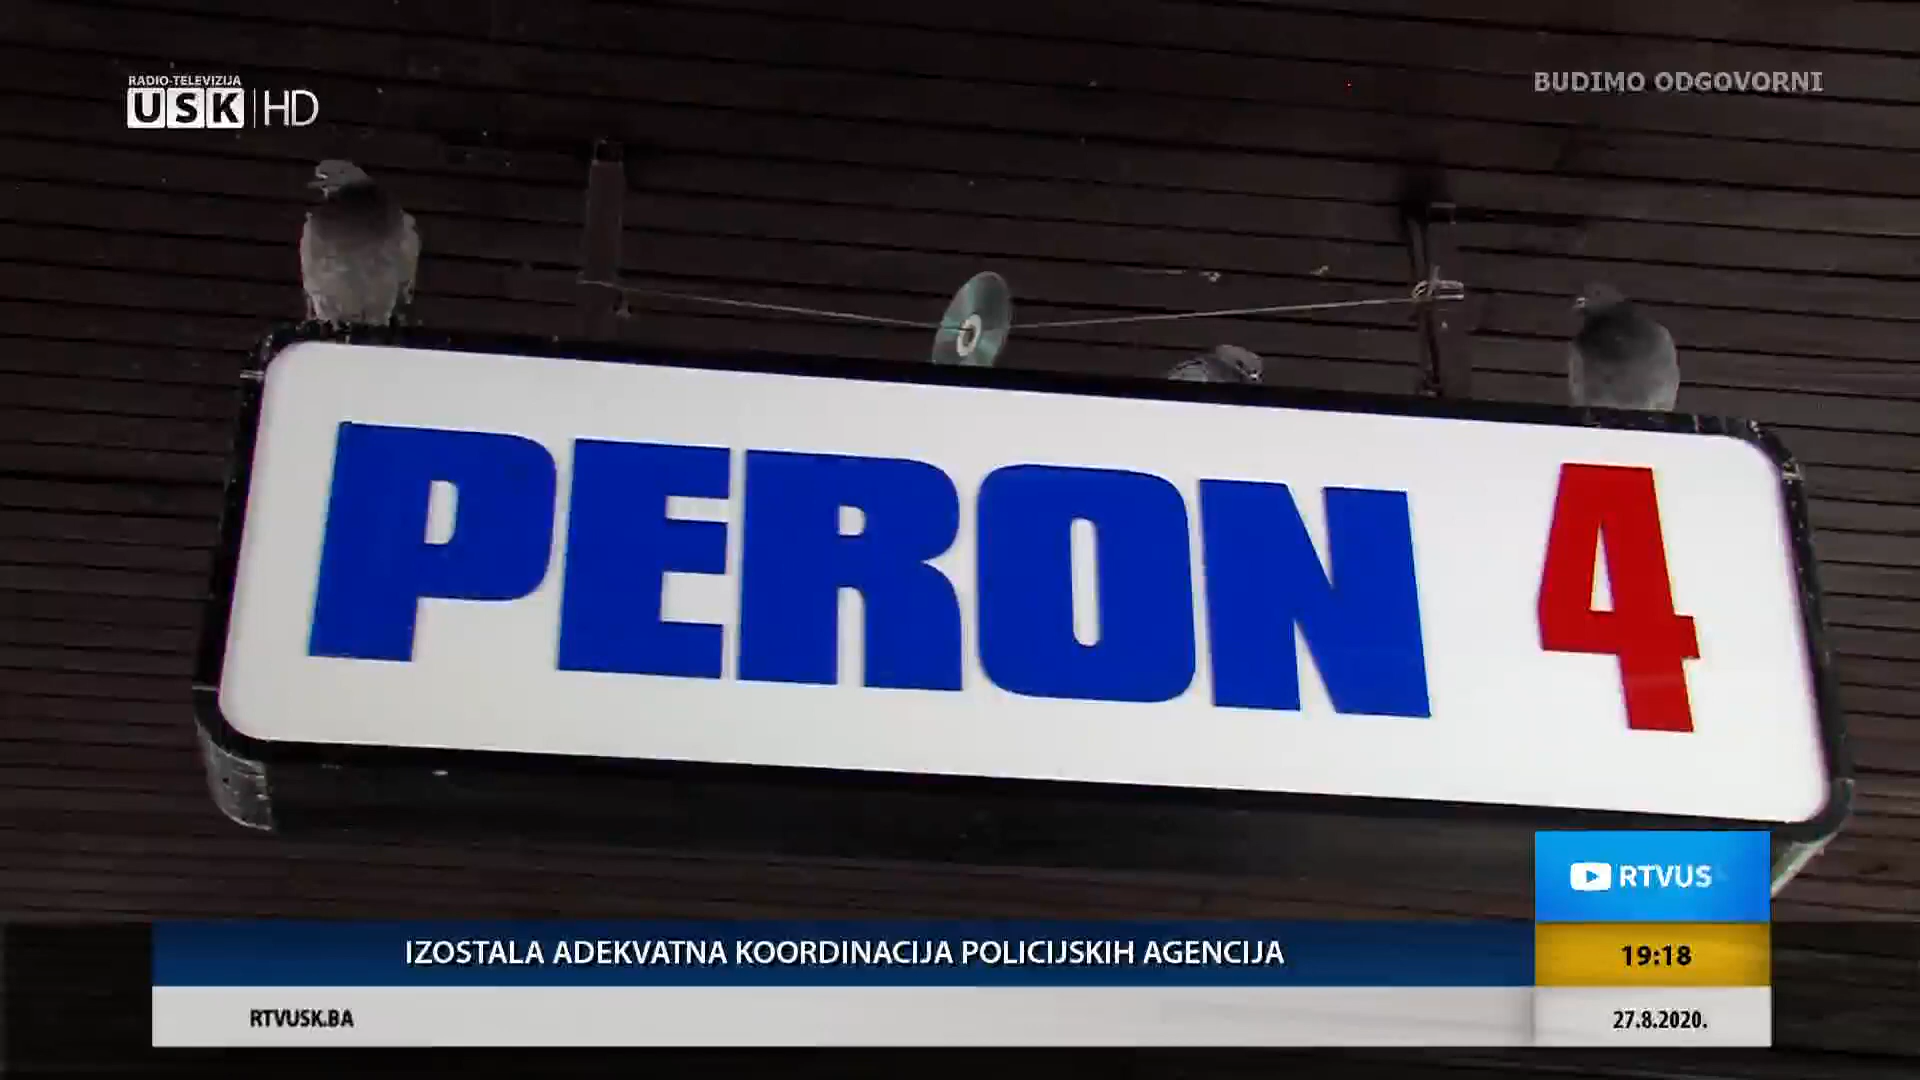 RADIO-TELEVIZIJA
USK HD
BUDIMO ODGOVORNI
PERON 4
RTVUS
IZOSTALA ADEKVATNA KOORDINACIJA POLICIJSKIH AGENCIJA
19:18
RTVUSK.BA
27.8.2020.